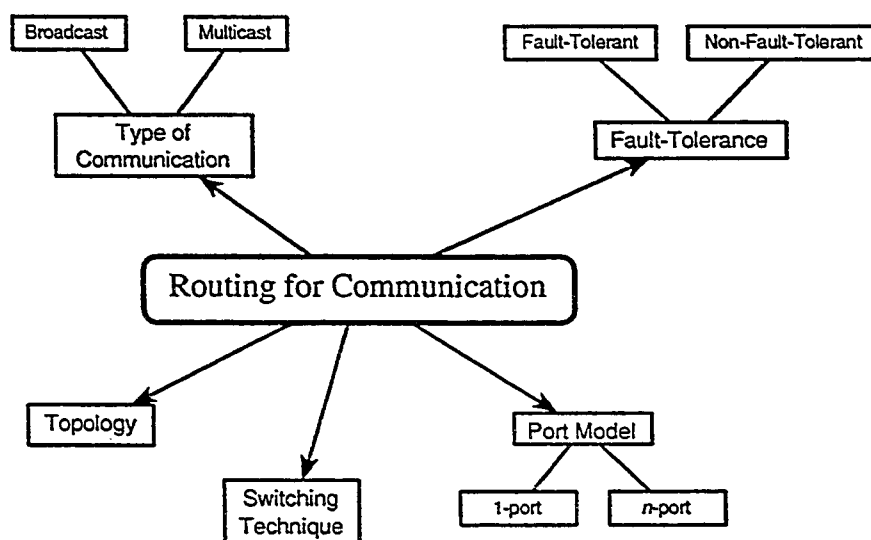 Broadcast
Multicast
Fault-Tolerant
Non-Fault-Tolerant
Type of
Communication
Fault-Tolerance
Routing for Communication
Topology
Port Model
Switching
Technique
1-port
n-port